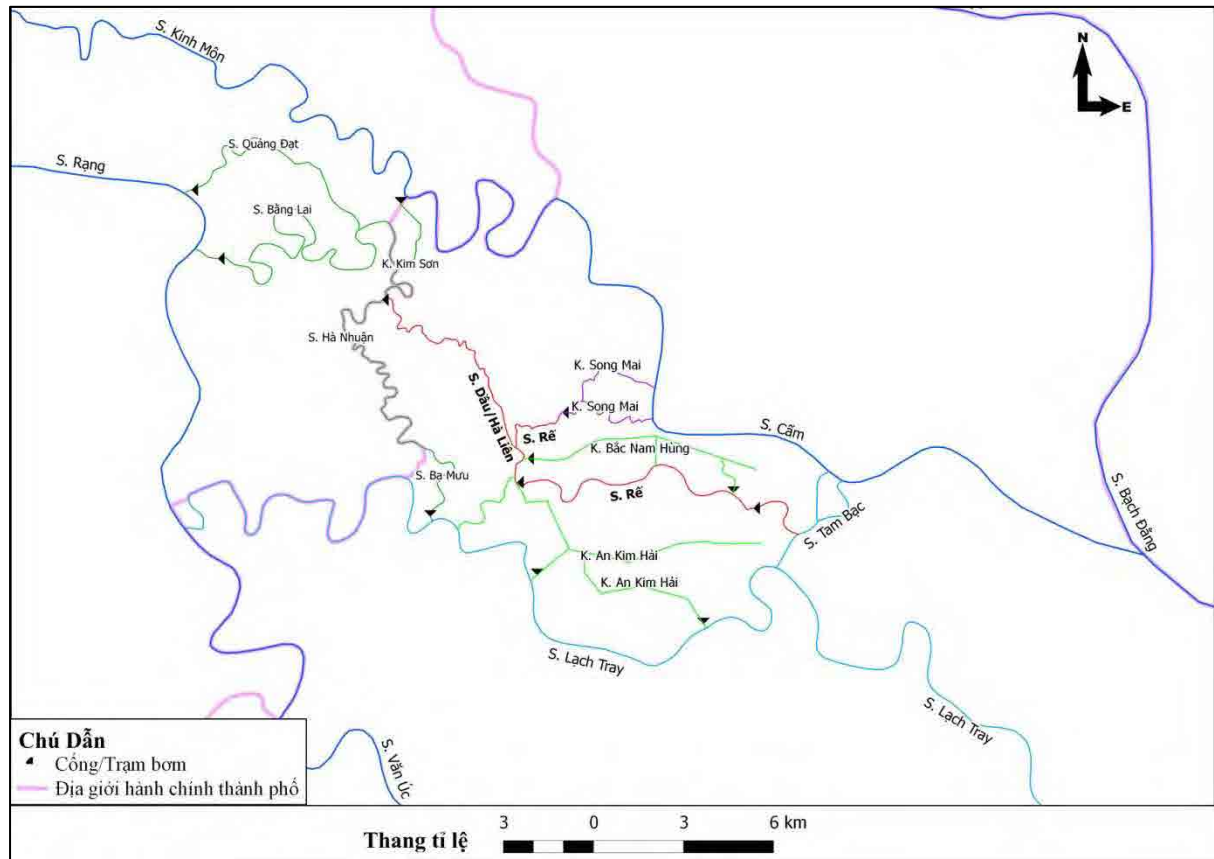 S. Kinh Môn
N
E
S. Quảng Đạt
S. Rạng
S. Bằng Lai
K. Kim Sơn
S. Hà Nhuận
S. Dầu/Hà Liên
K. Song Mai
K. Song Mai
S. Rế
S. Cấm
K. Bắc Nam Hùng
S. Ba Mưu
S. Rế
S. Tam Bạc
S. Bạch Đằng
K. An Kim Hải
K. An Kim Hải
S. Lạch Tray
S. Lạch Tray
S. Văn Úc
Chú Dẫn
Cống/Trạm bơm
Địa giới hành chính thành phố
Thang tỉ lệ
3 0 3 6 km